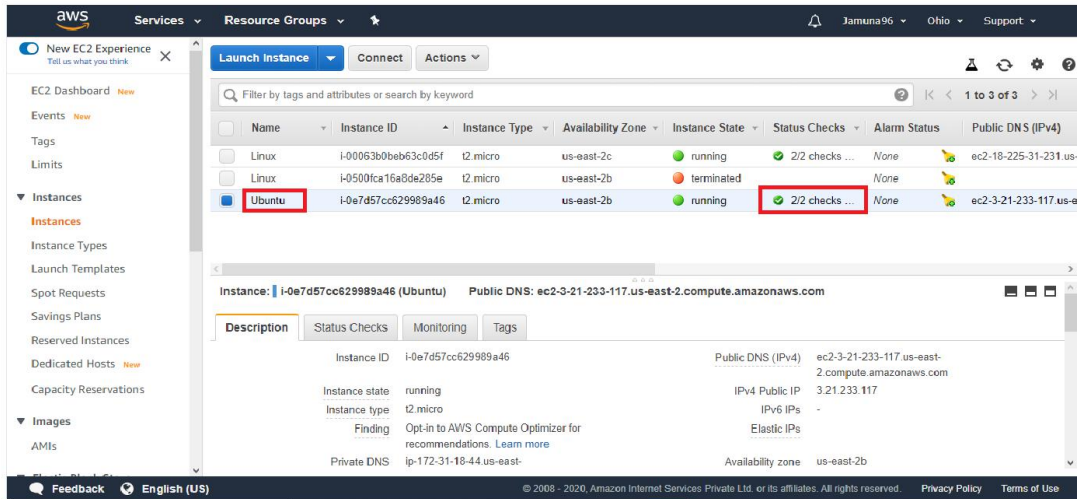 aws Services Resource Groups Jamuna96 Ohio Support
New EC2 Experience
Tell us what you think
EC2 Dashboard New
Events New
Tags
Limits
Instances
Instances
Instance Types
Launch Templates
Spot Requests
Savings Plans
Reserved Instances
Dedicated Hosts New
Capacity Reservations
Images
AMIs
Launch Instance Connect Actions
Filter by tags and attributes or search by keyword 1 to 3 of 3
Name Instance ID Instance Type Availability Zone Instance State Status Checks Alarm Status Public DNS (IPv4)
Linux i-00063b0beb63c0d5f t2.micro us-east-2c running 2/2 checks ... None ec2-18-225-31-231.us-
Linux i-0500fca16a8de285e t2.micro us-east-2b terminated None
Ubuntu i-0e7d57cc629989a46 t2.micro us-east-2b running 2/2 checks ... None ec2-3-21-233-117.us-e
Instance: i-0e7d57cc629989a46 (Ubuntu) Public DNS: ec2-3-21-233-117.us-east-2.compute.amazonaws.com
Description Status Checks Monitoring Tags
Instance ID i-0e7d57cc629989a46
Instance state running
Instance type t2.micro
Finding Opt-in to AWS Compute Optimizer for
recommendations. Learn more
Private DNS ip-172-31-18-44.us-east-
Public DNS (IPv4) ec2-3-21-233-117.us-east-
2.compute.amazonaws.com
IPv4 Public IP 3.21.233.117
IPv6 IPs -
Elastic IPs
Availability zone us-east-2b
Feedback English (US) © 2008 - 2020, Amazon Internet Services Private Ltd. or its affiliates. All rights reserved. Privacy Policy Terms of Use